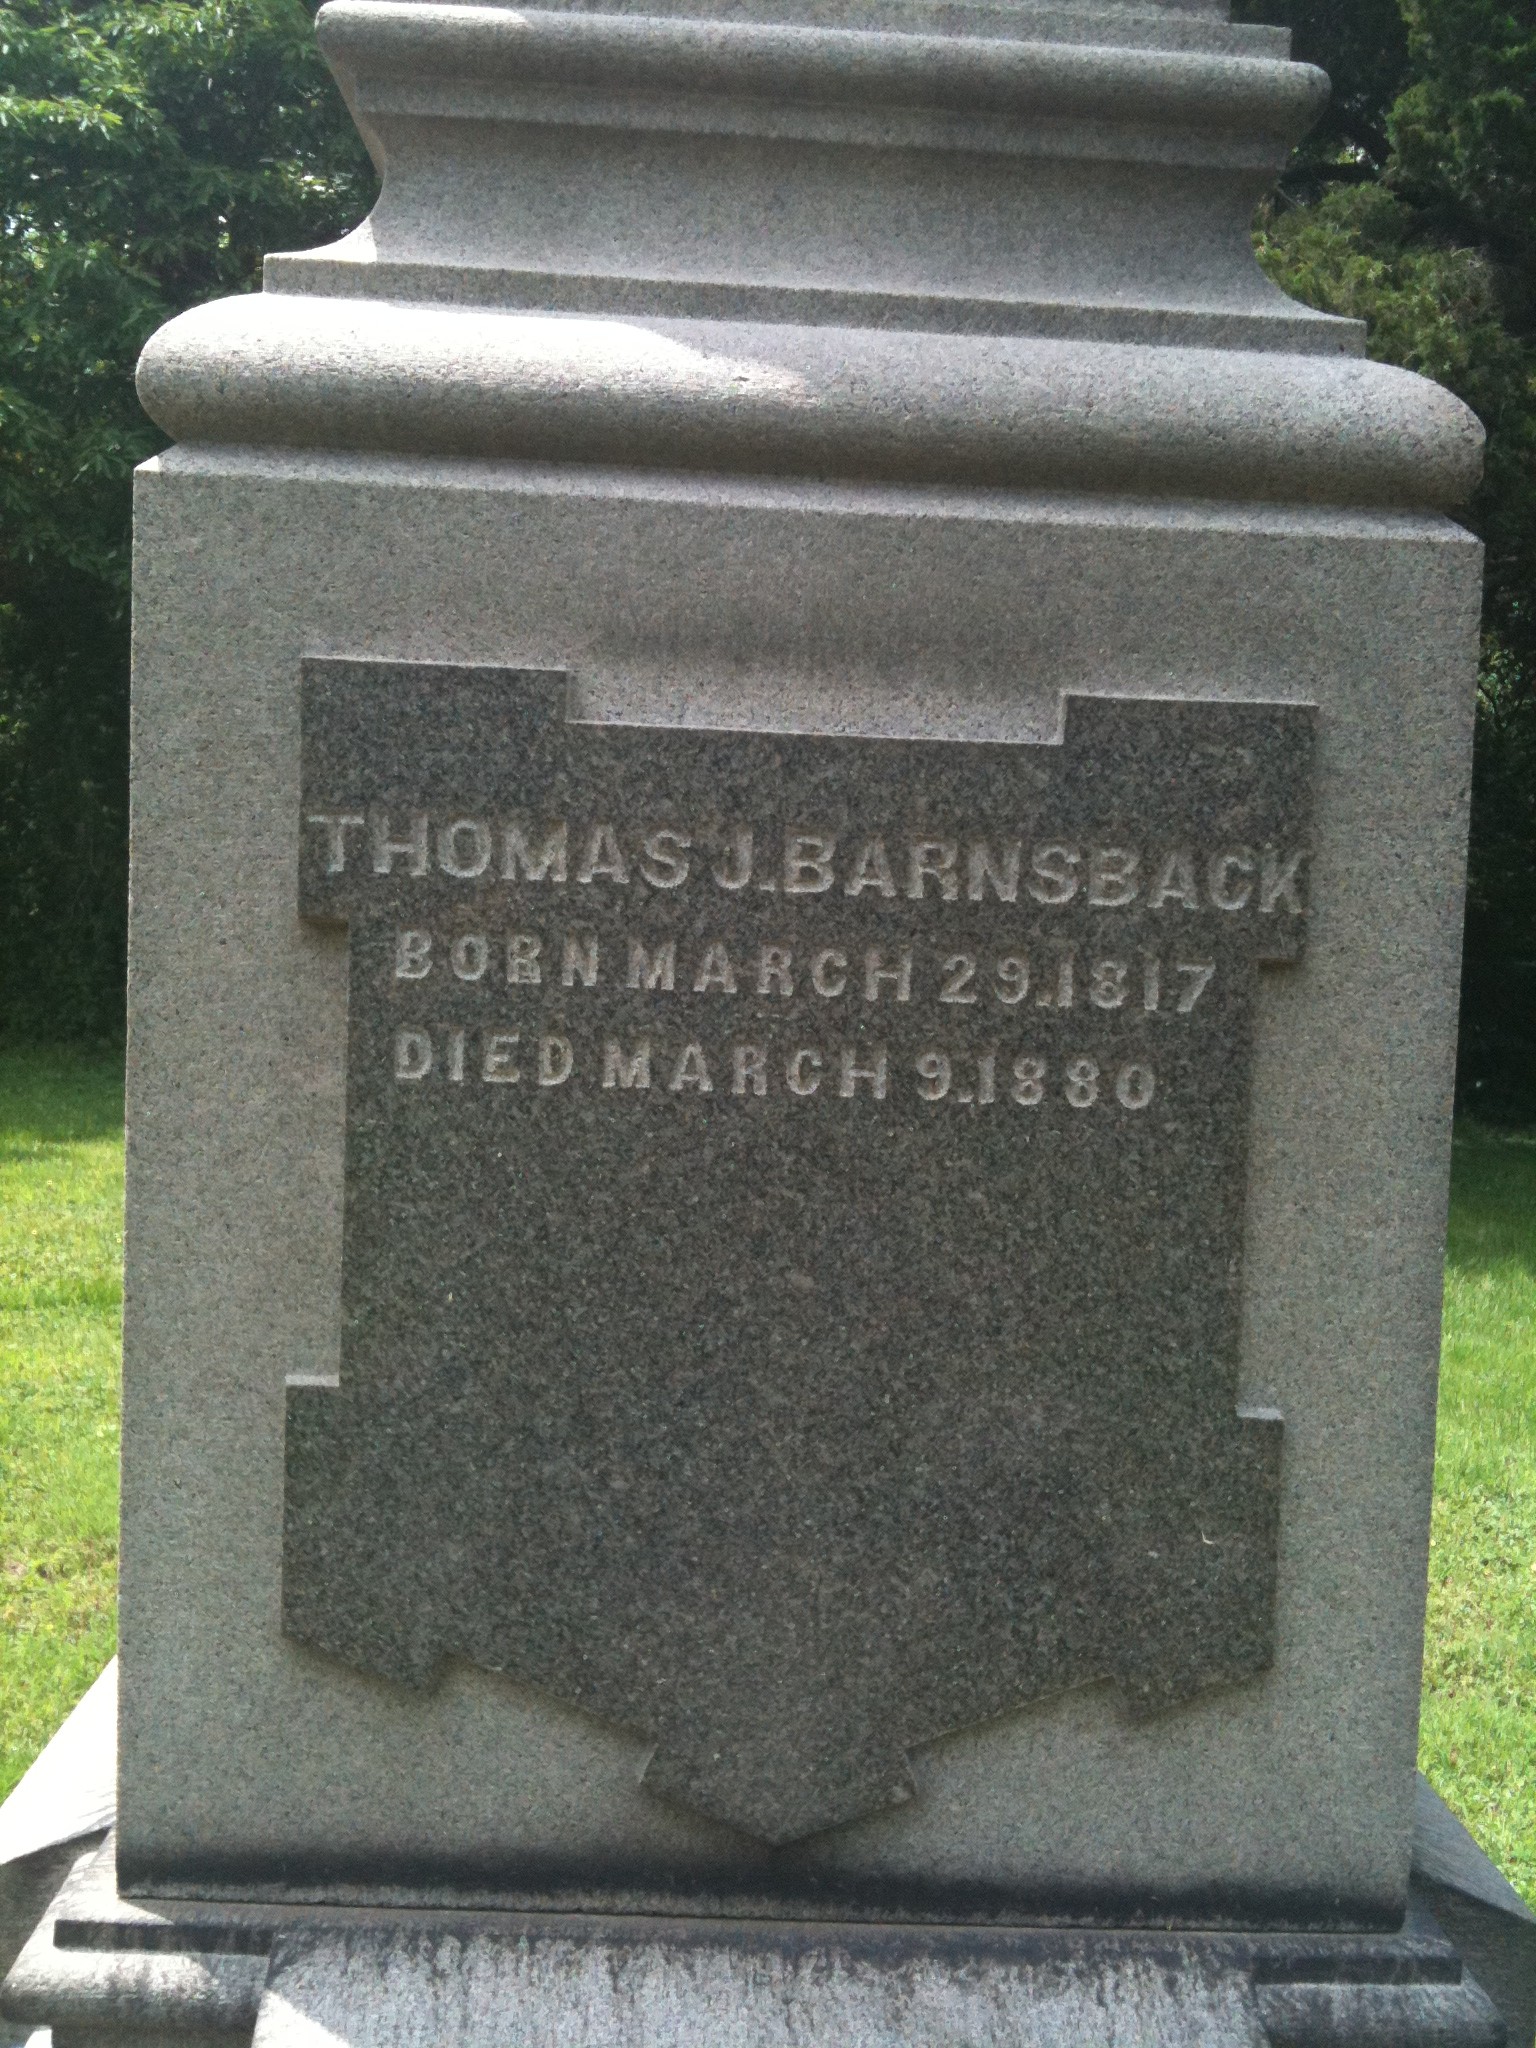 THOMAS J. BARNSBACK
BORN MARCH 29. 1817
DIED MARCH 9. 1880